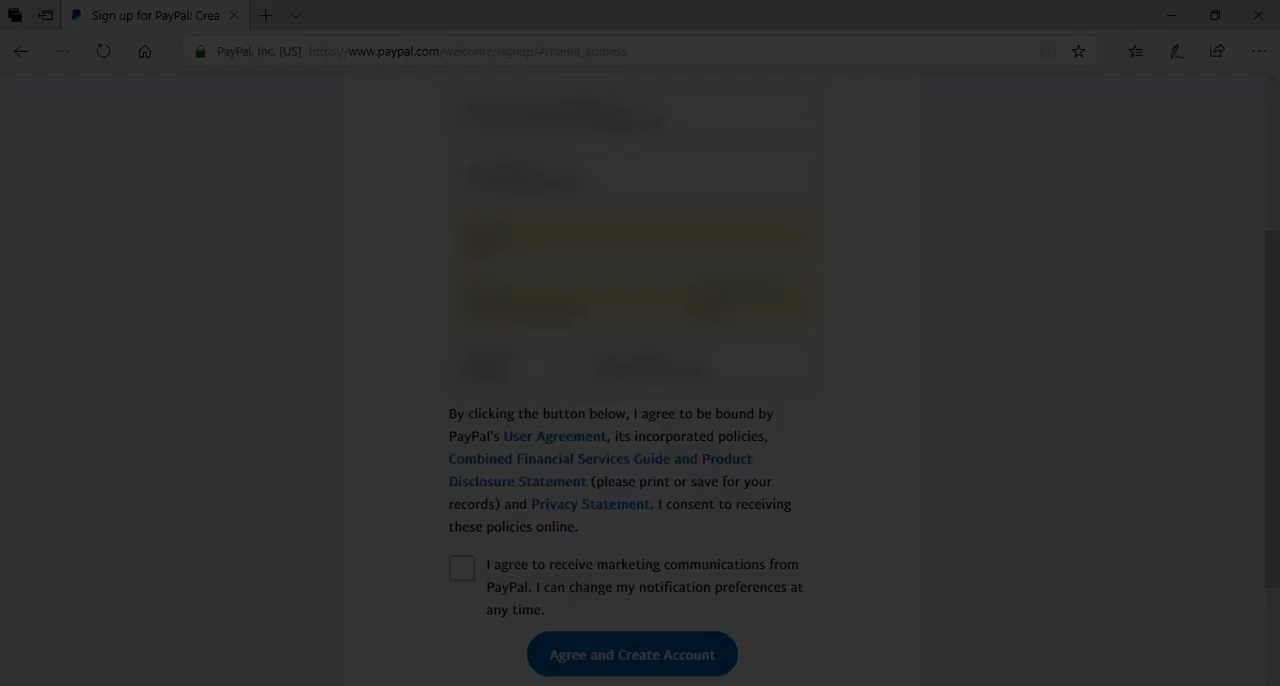 Sign up for PayPal: Crea
PayPal, Inc. [US] https://www.paypal.com/welcome/signup/#/name_address
By clicking the button below, I agree to be bound by
PayPal's User Agreement, its incorporated policies,
Combined Financial Services Guide and Product
Disclosure Statement (please print or save for your
records) and Privacy Statement. I consent to receiving
these policies online.
I agree to receive marketing communications from
PayPal. I can change my notification preferences at
any time.
Agree and Create Account